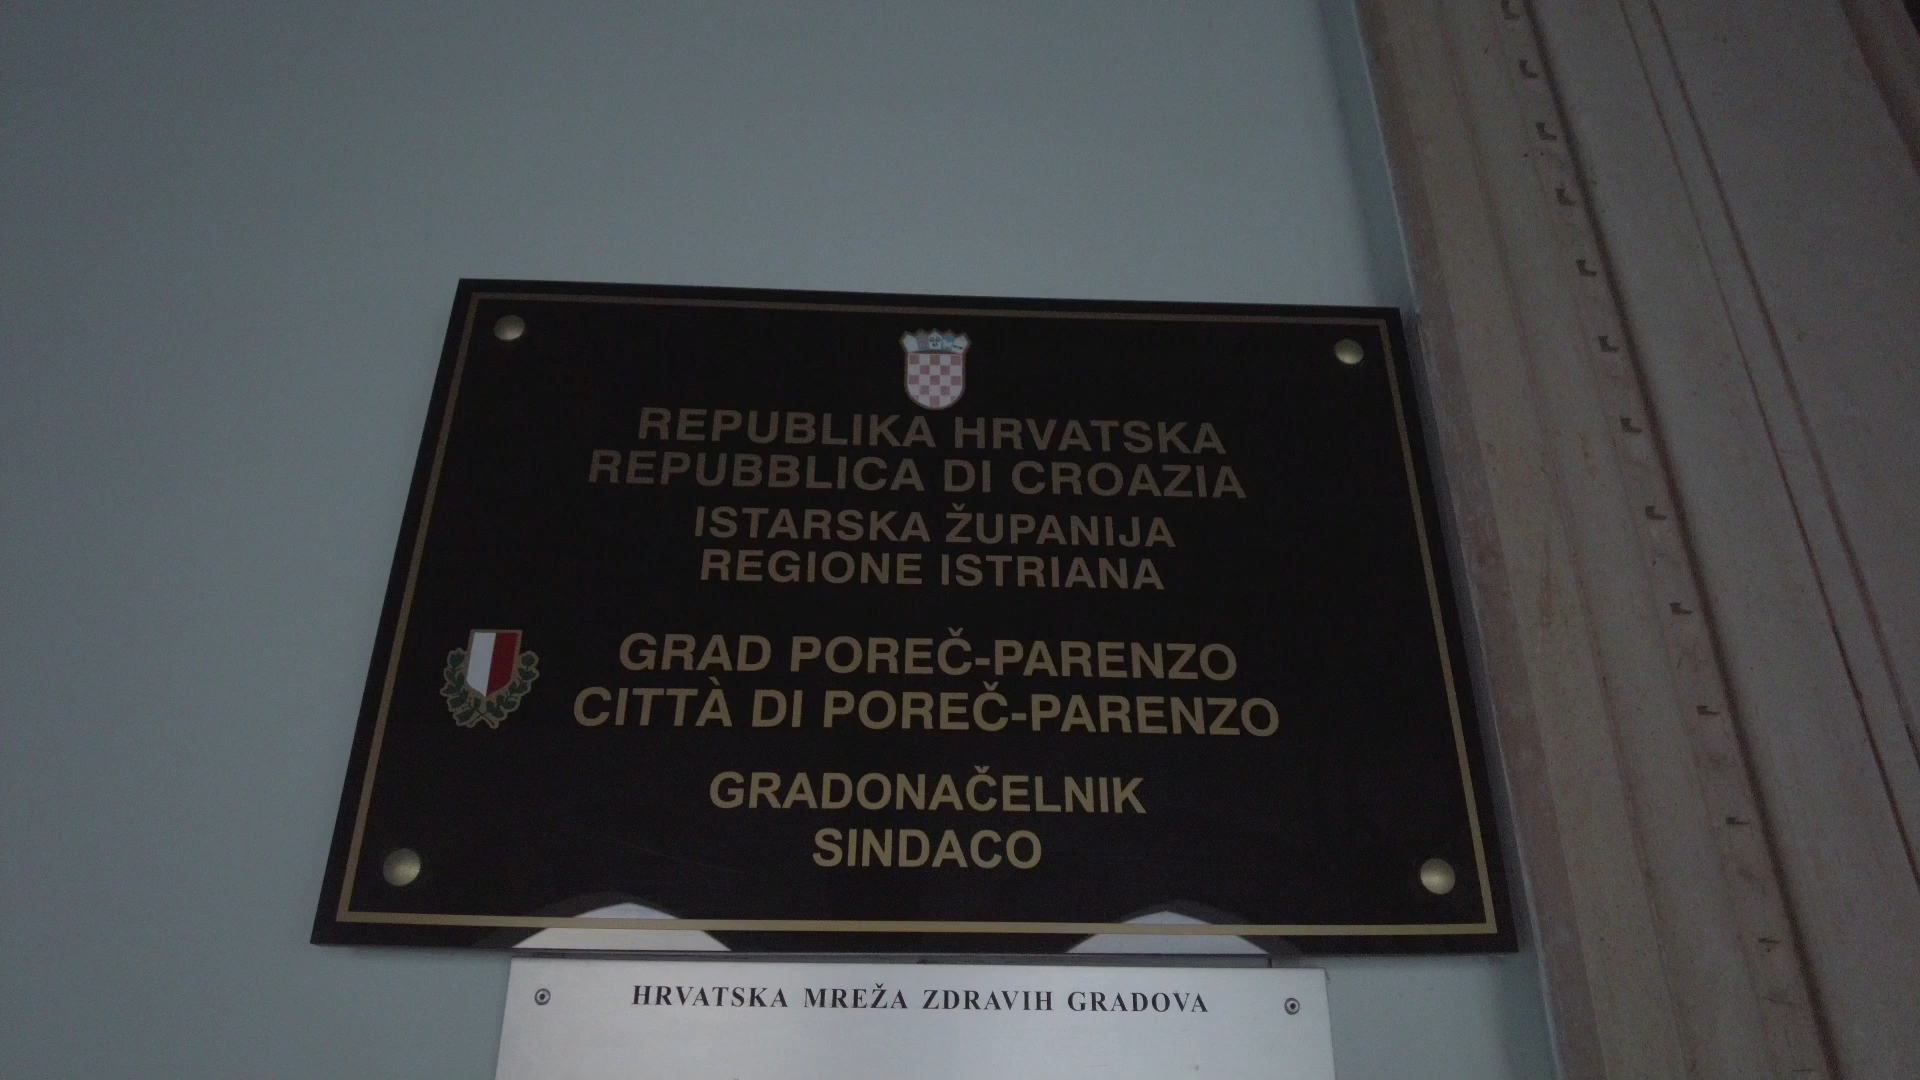 REPUBLIKA HRVATSKA
REPUBBLICA DI CROAZIA
ISTARSKA ŽUPANIJA
REGIONE ISTRIANA
GRAD POREČ-PARENZO
CITTÀ DI POREČ-PARENZO
GRADONAČELNIK
SINDACO
HRVATSKA MREŽA ZDRAVIH GRADOVA